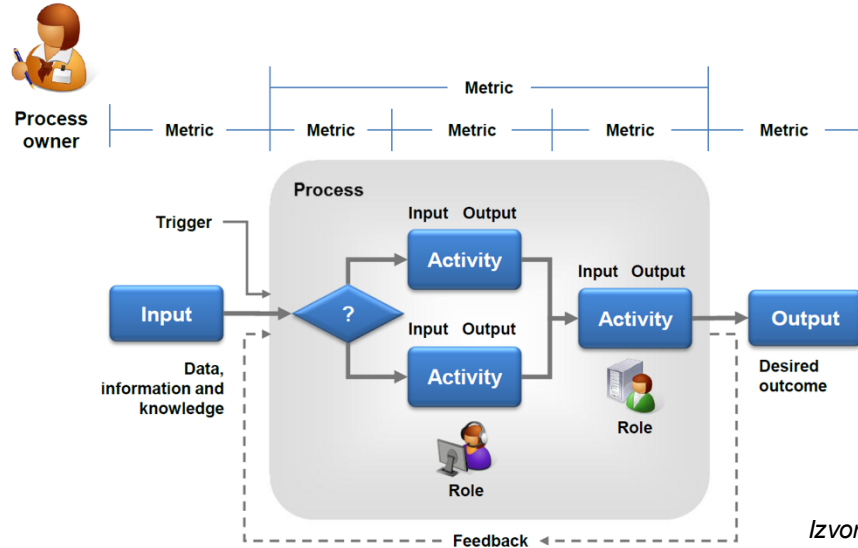 Process
owner
Metric
Metric
Metric
Metric
Metric
Metric
Process
Trigger
Input
Data,
information and
knowledge
?
Input Output
Activity
Input Output
Activity
Role
Input Output
Activity
Role
Output
Desired
outcome
Feedback
Izvor